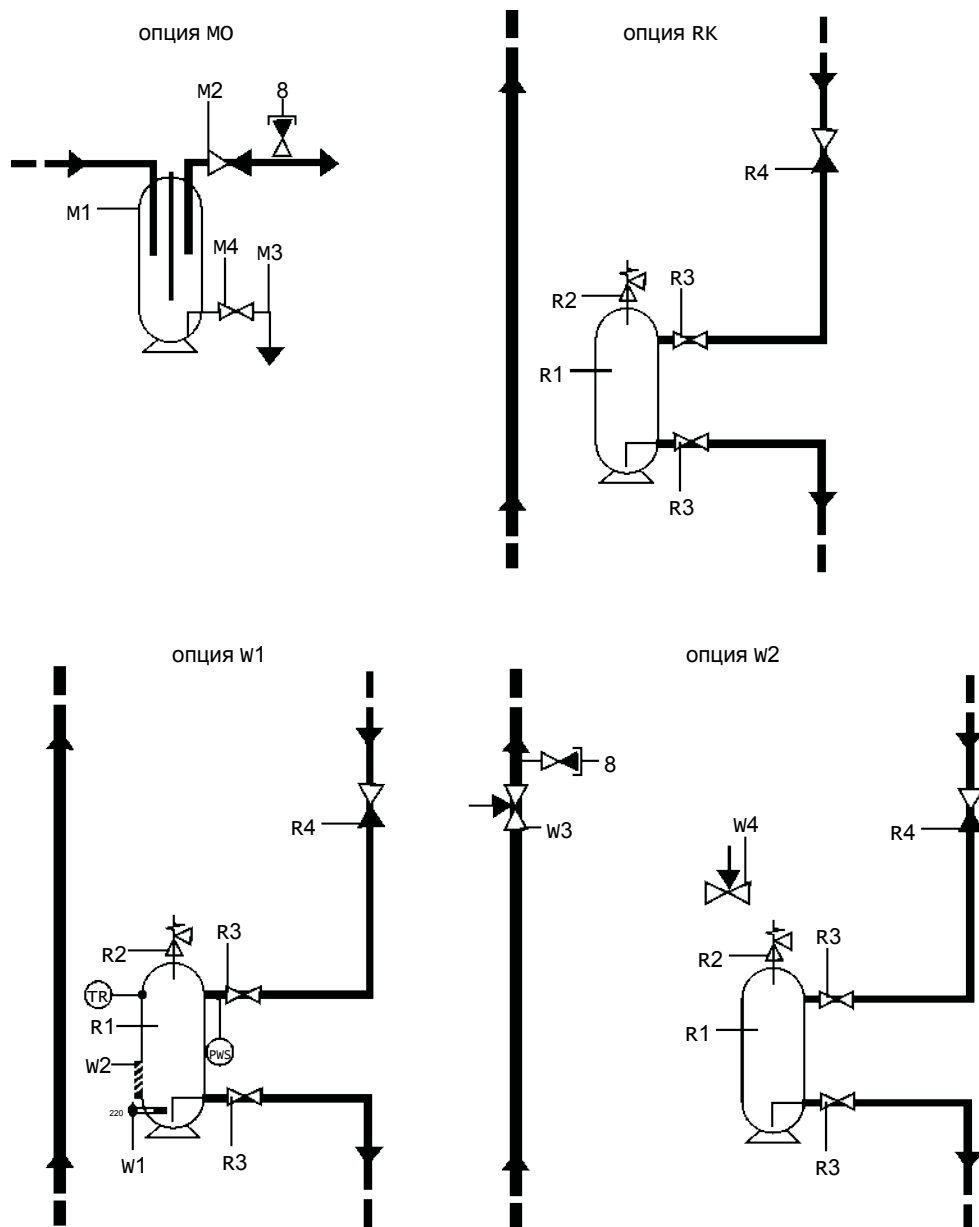 опция MO
опция RK
M2
8
M1
M4
M3
R4
R2
R3
R1
R3
опция W1
опция W2
8
R4
W3
W4
R4
R2
R3
R2
R3
TR
R1
PWS
R1
W2
220
W1
R3
R3